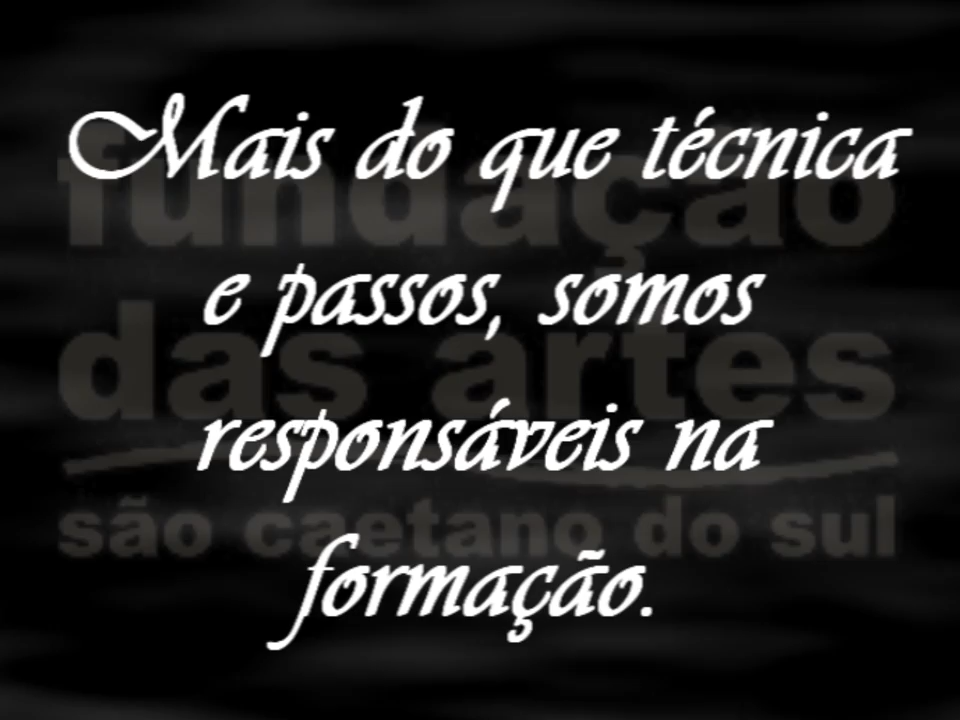 Mais do que técnica
fundação
e passos, somos
das artes
responsáveis na
são caetano do sul
formação.